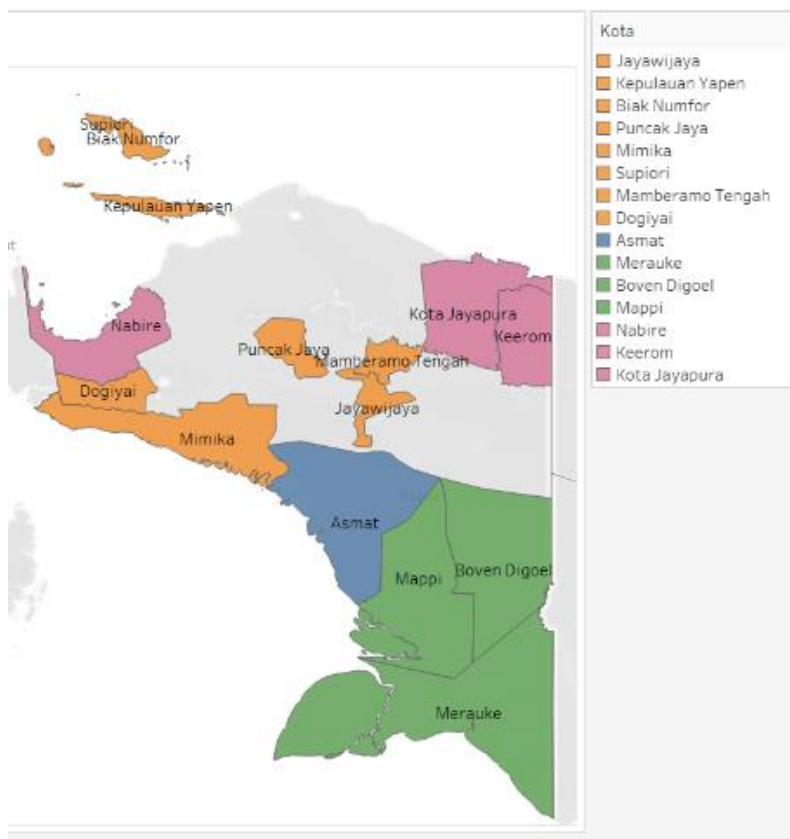 Kota
Jayawijaya
Kepulauan Yapen
Biak Numfor
Puncak Jaya
Mimika
Supiori
Mamberamo Tengah
Dogiyai
Asmat
Merauke
Boven Digoel
Mappi
Nabire
Keerom
Kota Jayapura
Supiori
Biak Numfor
Kepulauan Yapen
Nabire
Kota Jayapura
Keerom
Puncak Jaya
Mamberamo Tengah
Dogiyai
Jayawijaya
Mimika
Asmat
Mappi
Boven Digoel
Merauke